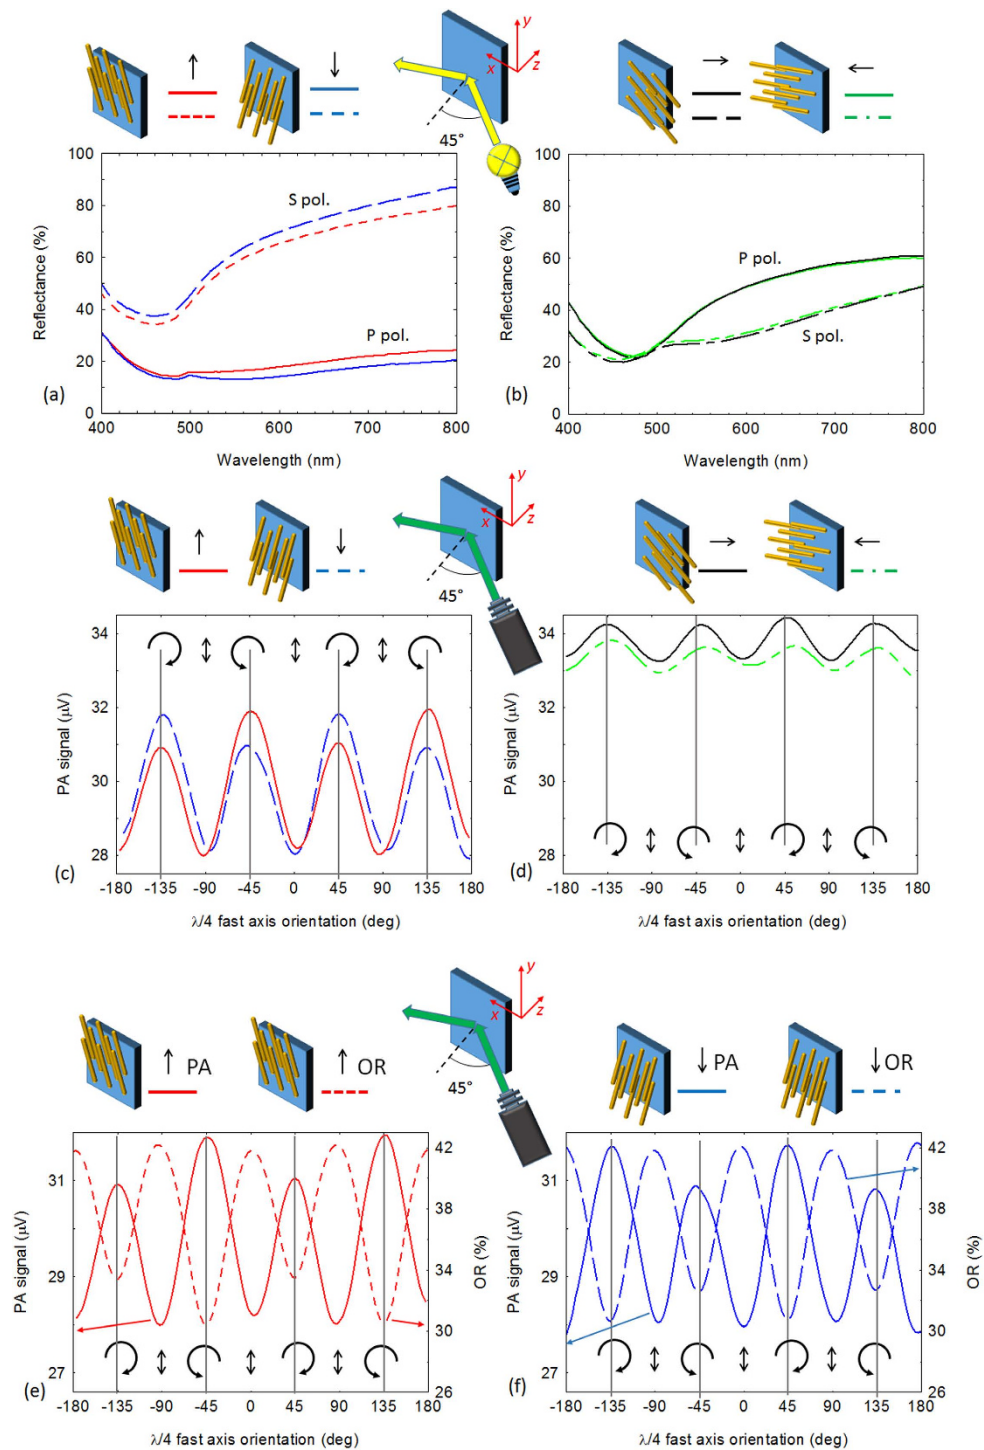 y
x
z
45°
100
80
60
40
20
0
Reflectance (%)
S pol.
P pol.
(a)
400
500
600
700
800
Wavelength (nm)
100
80
60
40
20
0
Reflectance (%)
P pol.
S pol.
(b)
400
500
600
700
800
Wavelength (nm)
y
x
z
45°
34
32
30
28
PA signal (μV)
(c)
-180
-135
-90
-45
0
45
90
135
180
λ/4 fast axis orientation (deg)
34
32
30
28
PA signal (μV)
(d)
-180
-135
-90
-45
0
45
90
135
180
λ/4 fast axis orientation (deg)
y
x
z
45°
PA
OR
31
29
27
PA signal (μV)
42
38
34
30
26
OR (%)
(e)
-180
-135
-90
-45
0
45
90
135
180
λ/4 fast axis orientation (deg)
PA
OR
31
29
27
PA signal (μV)
42
38
34
30
26
OR (%)
(f)
-180
-135
-90
-45
0
45
90
135
180
λ/4 fast axis orientation (deg)